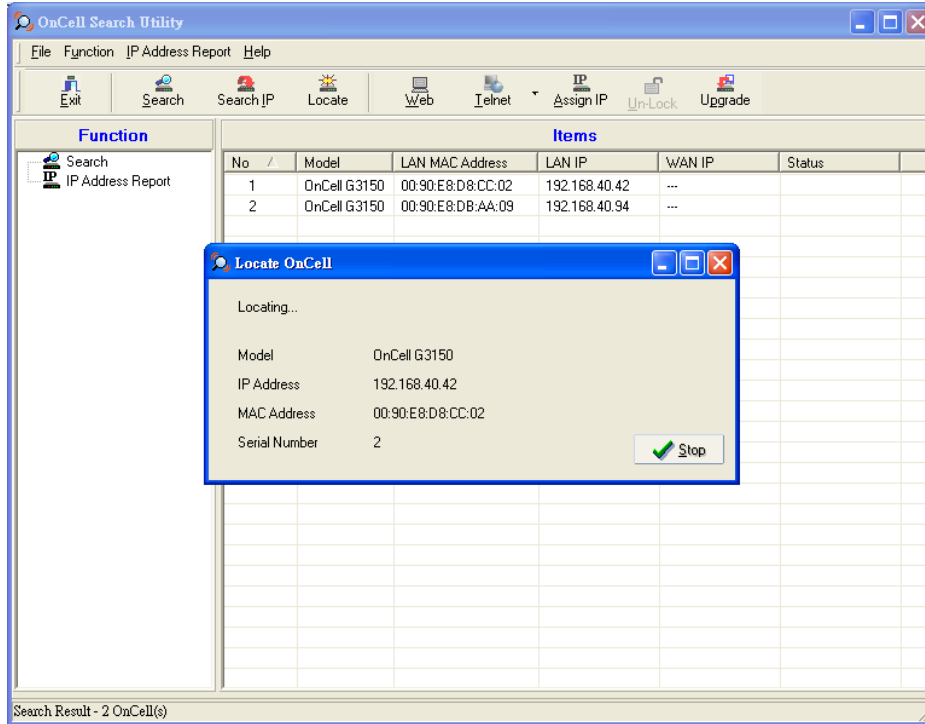 OnCell Search Utility
File Function IP Address Report Help
Exit Search Search IP Locate Web Telnet Assign IP Un-Lock Upgrade
Function
Search
IP Address Report
Items
No Model LAN MAC Address LAN IP WAN IP Status
1 OnCell G3150 00:90:E8:D8:CC:02 192.168.40.42 ---
2 OnCell G3150 00:90:E8:DB:AA:09 192.168.40.94 ---
Locate OnCell
Locating...
Model OnCell G3150
IP Address 192.168.40.42
MAC Address 00:90:E8:D8:CC:02
Serial Number 2
Stop
Search Result - 2 OnCell(s)